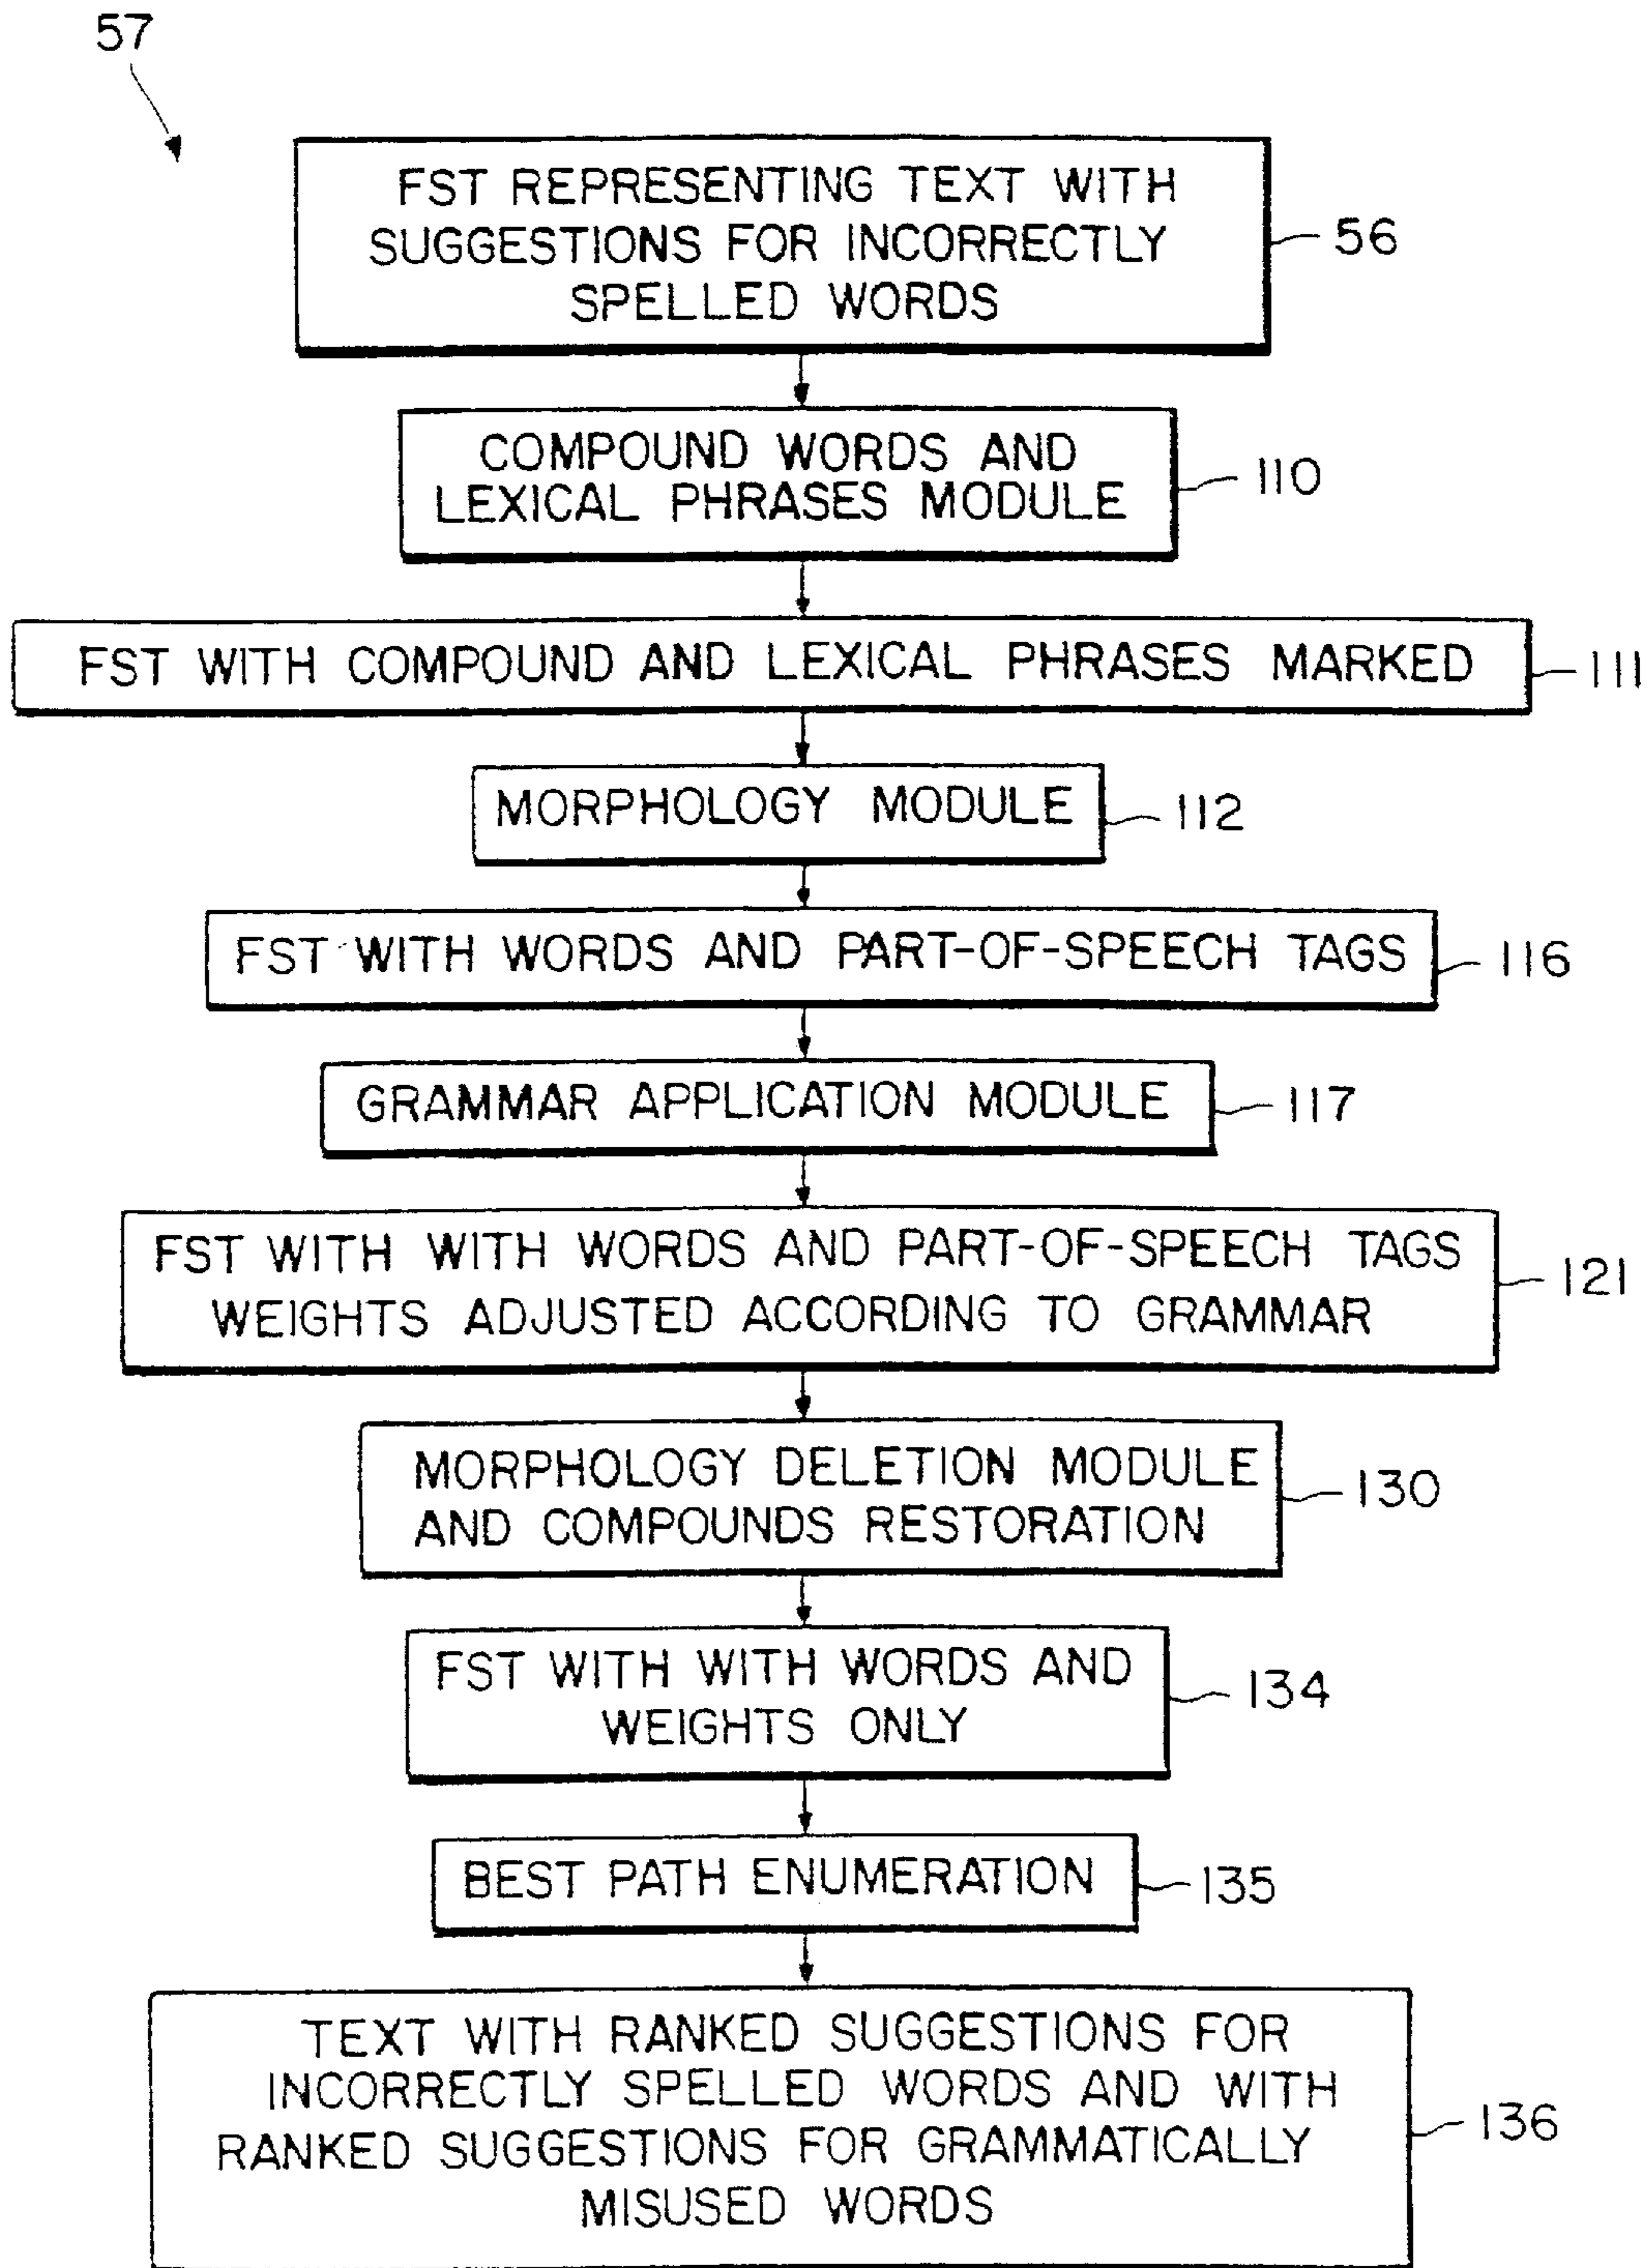 57
FST REPRESENTING TEXT WITH
SUGGESTIONS FOR INCORRECTLY
SPELLED WORDS
56
COMPOUND WORDS AND
LEXICAL PHRASES MODULE
110
FST WITH COMPOUND AND LEXICAL PHRASES MARKED
111
MORPHOLOGY MODULE
112
FST WITH WORDS AND PART-OF-SPEECH TAGS
116
GRAMMAR APPLICATION MODULE
117
FST WITH WITH WORDS AND PART-OF-SPEECH TAGS
WEIGHTS ADJUSTED ACCORDING TO GRAMMAR
121
MORPHOLOGY DELETION MODULE
AND COMPOUNDS RESTORATION
130
FST WITH WITH WORDS AND
WEIGHTS ONLY
134
BEST PATH ENUMERATION
135
TEXT WITH RANKED SUGGESTIONS FOR
INCORRECTLY SPELLED WORDS AND WITH
RANKED SUGGESTIONS FOR GRAMMATICALLY
MISUSED WORDS
136